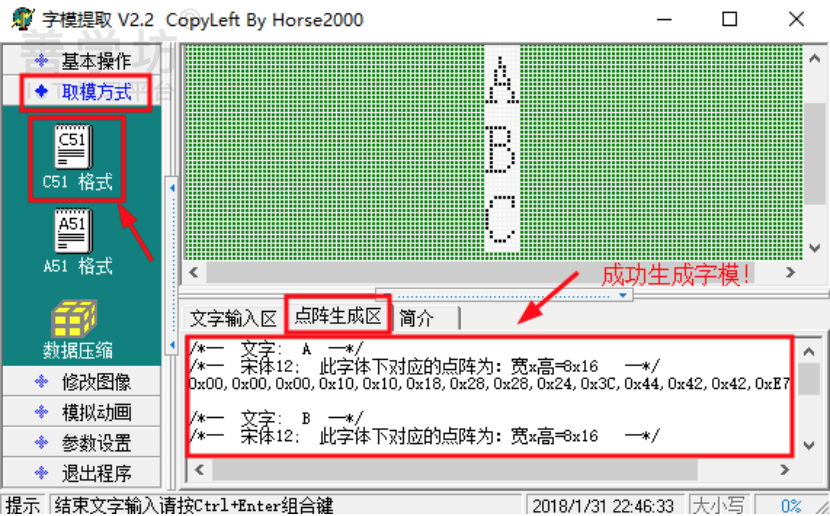 字模提取 V2.2 CopyLeft By Horse2000
善学坊
基本操作
取模方式
平台
C51
C51 格式
A51
A51 格式
数据压缩
修改图像
模拟动画
参数设置
退出程序
A
B
C
成功生成字模!
文字输入区 点阵生成区 简介
/*— 文字: A —*/
/*— 宋体12; 此字体下对应的点阵为: 宽x高=8x16 —*/
0x00,0x00,0x00,0x10,0x10,0x18,0x28,0x28,0x24,0x3C,0x44,0x42,0x42,0xE7
/*— 文字: B —*/
/*— 宋体12; 此字体下对应的点阵为: 宽x高=8x16 —*/
提示 结束文字输入请按Ctrl+Enter组合键 2018/1/31 22:46:33 大小写 0%